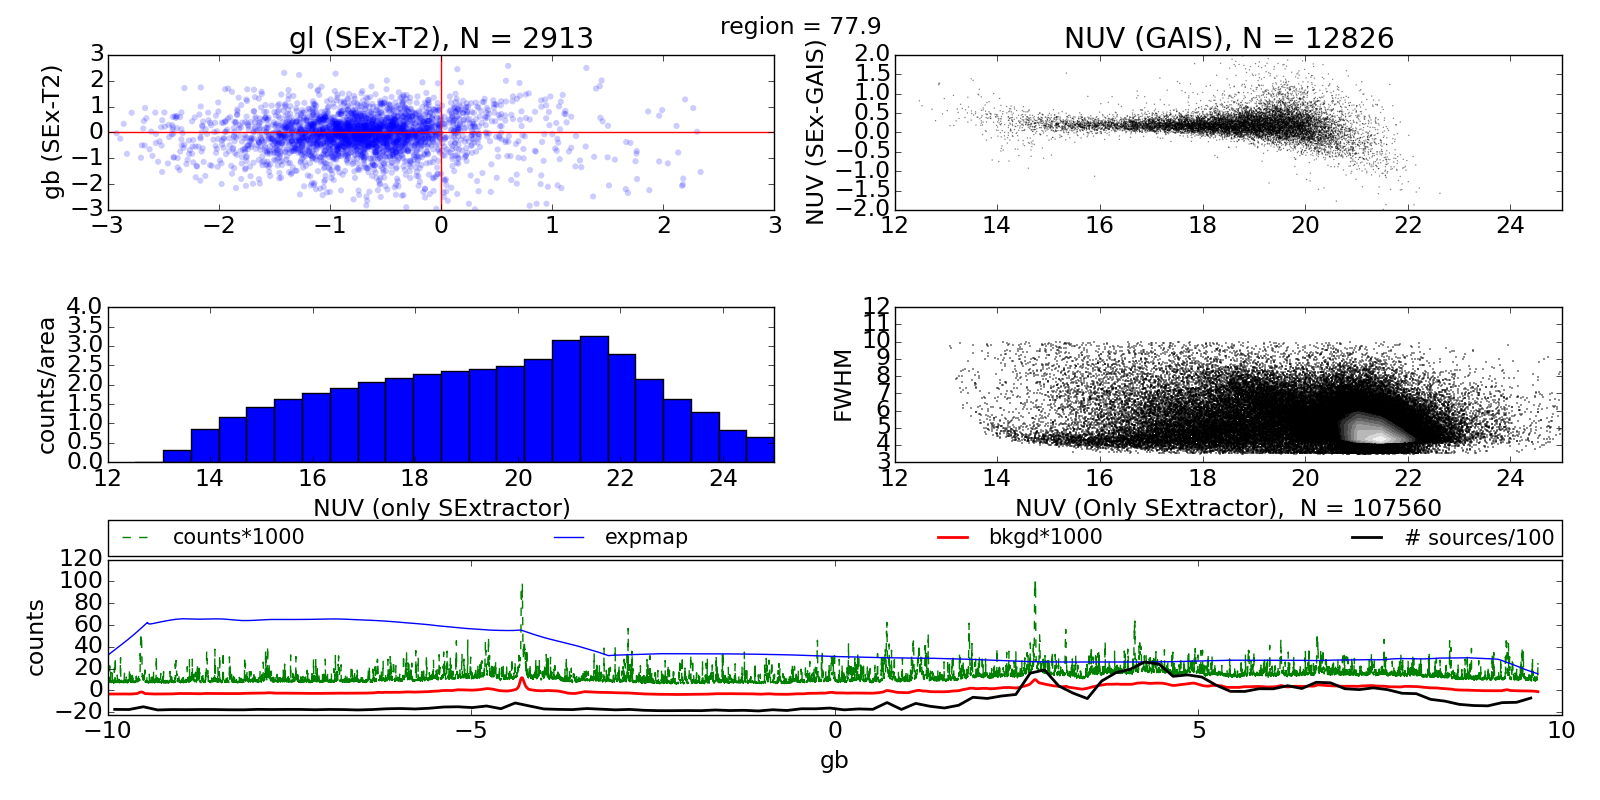 region = 77.9
gl (SEx-T2), N = 2913
gb (SEx-T2)
3
2
1
0
−1
−2
−3
−3 −2 −1 0 1 2 3
NUV (GAIS), N = 12826
NUV (SEx-GAIS)
2.0
1.5
1.0
0.5
0.0
−0.5
−1.0
−1.5
−2.0
12 14 16 18 20 22 24
counts/area
4.0
3.5
3.0
2.5
2.0
1.5
1.0
0.5
0.0
12 14 16 18 20 22 24
NUV (only SExtractor)
FWHM
12
11
10
9
8
7
6
5
4
3
12 14 16 18 20 22 24
NUV (Only SExtractor), N = 107560
counts*1000 expmap bkgd*1000 # sources/100
counts
120
100
80
60
40
20
0
−20
−10 −5 0 5 10
gb